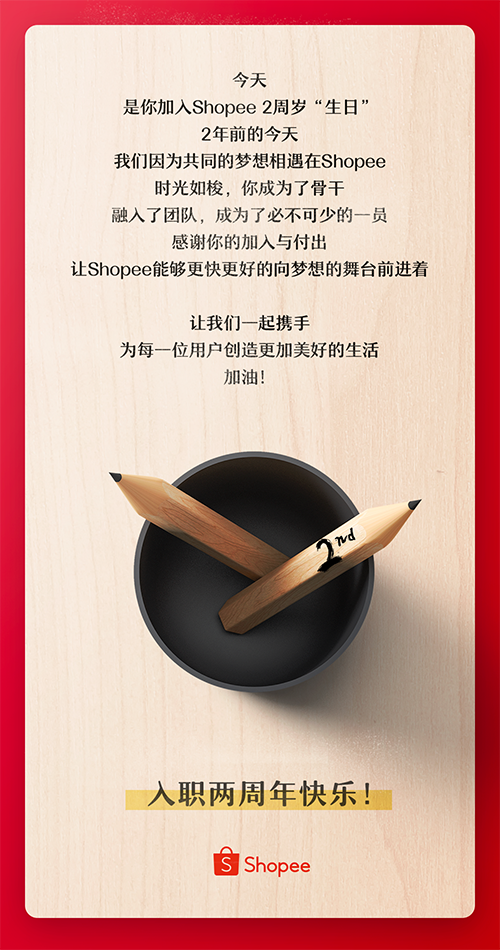 今天
是你加入Shopee 2周岁“生日”
2年前的今天
我们因为共同的梦想相遇在Shopee
时光如梭，你成为了骨干
融入了团队，成为了必不可少的一员
感谢你的加入与付出
让Shopee能够更快更好的向梦想的舞台前进着
让我们一起携手
为每一位用户创造更加美好的生活
加油！
2nd
入职两周年快乐！
S Shopee